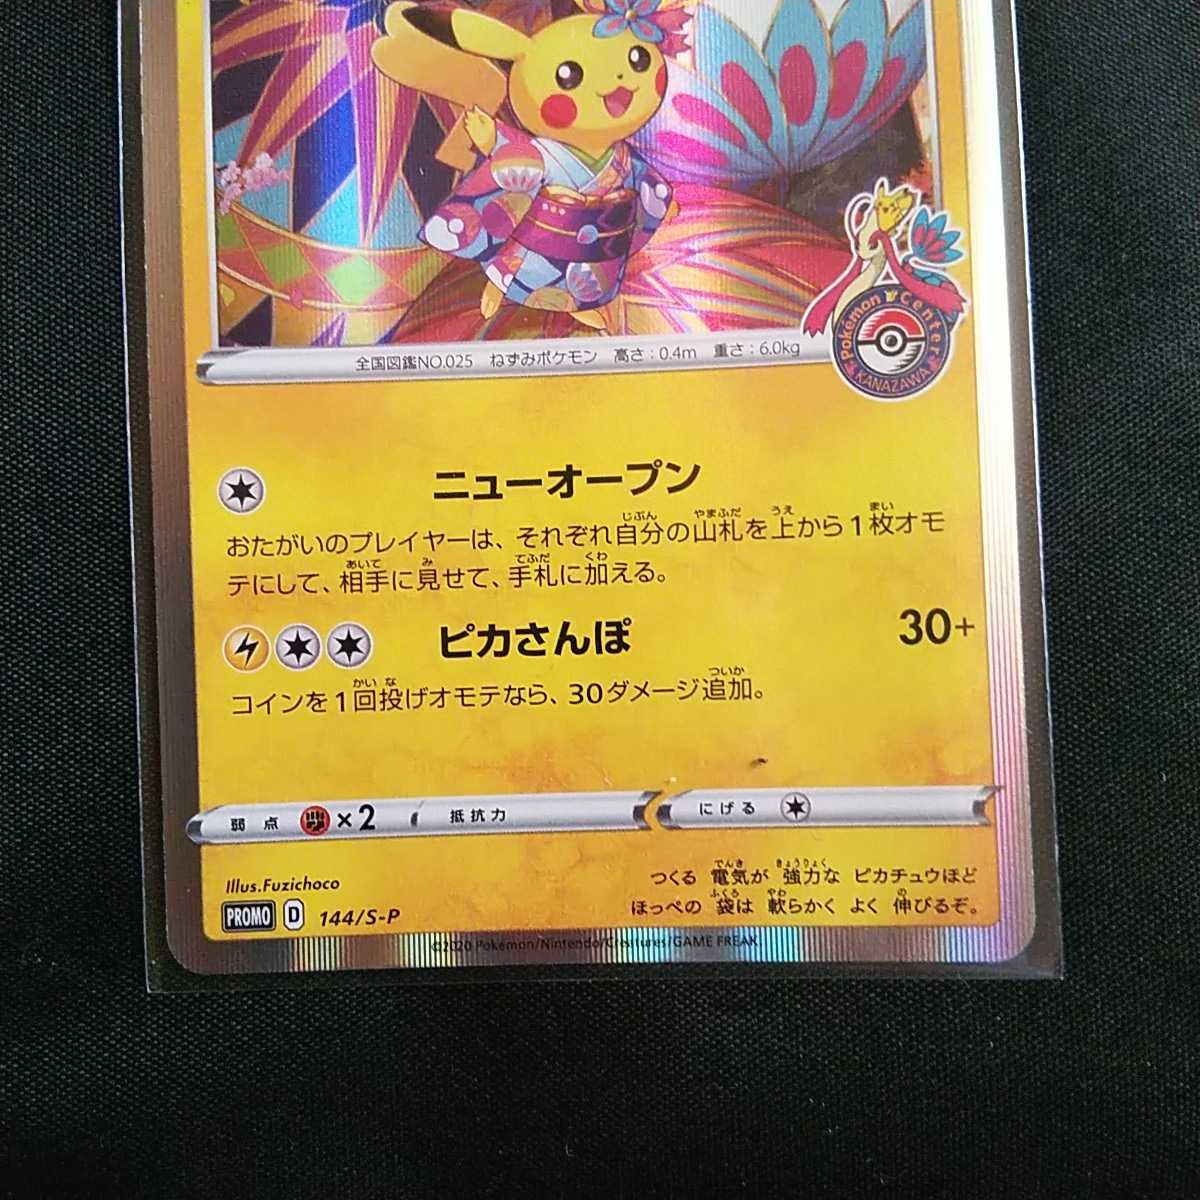 全国図鑑NO.025 ねずみポケモン 高さ:0.4m 重さ:6.0kg
Pokémon Center
KANAZAWA
ニューオープン
おたがいのプレイヤーは、それぞれ自分の山札を上から1枚オモ
テにして、相手に見せて、手札に加える。
ピカさんぽ 30+
コインを1回投げオモテなら、30ダメージ追加。
弱点 ×2 抵抗力 にげる
Illus.Fuzichoco
つくる 電気が 強力な ピカチュウほど
ほっぺの 袋は 軟らかく よく 伸びるぞ。
PROMO D 144/S-P
©2020 Pokémon/Nintendo/Creatures/GAME FREAK.